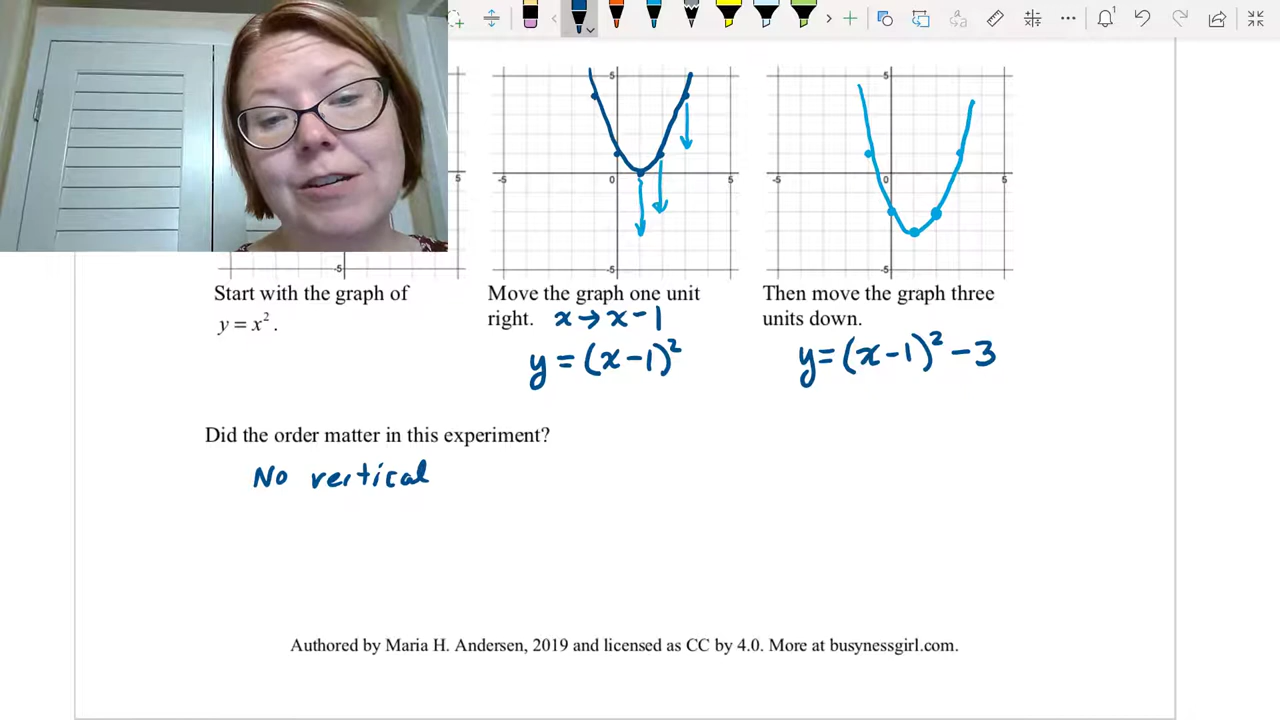 5 5
5 -5 0 5 -5 0 5
-5 -5 -5
Start with the graph of
y = x².
Move the graph one unit
right. x → x - 1
y = (x - 1)²
Then move the graph three
units down.
y = (x - 1)² - 3
Did the order matter in this experiment?
No vertical
Authored by Maria H. Andersen, 2019 and licensed as CC by 4.0. More at busynessgirl.com.